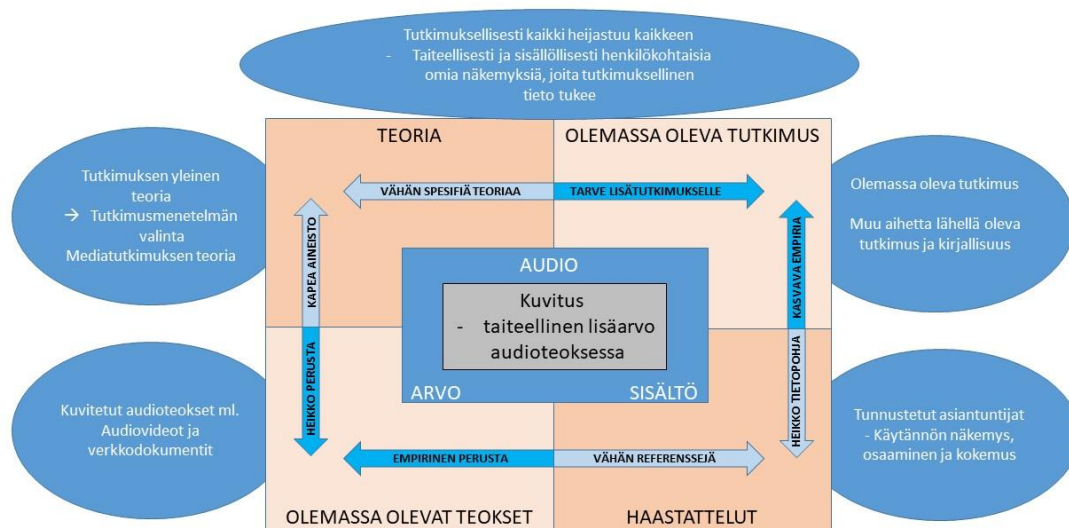 Tutkimuksellisesti kaikki heijastuu kaikkeen
- Taiteellisesti ja sisällöllisesti henkilökohtaisia
omia näkemyksiä, joita tutkimuksellinen
tieto tukee
TEORIA
OLEMASSA OLEVA TUTKIMUS
Tutkimuksen yleinen
teoria
→ Tutkimusmenetelmän
valinta
Mediatutkimuksen teoria
VÄHÄN SPESIFIÄ TEORIAA
TARVE LISÄTUTKIMUKSELLE
Olemassa oleva tutkimus
Muu aihetta lähellä oleva
tutkimus ja kirjallisuus
KAPEA AINEISTO
KASVAVA EMPIRIA
AUDIO
Kuvitus
- taiteellinen lisäarvo
audioteoksessa
ARVO
SISÄLTÖ
HEIKKO PERUSTA
HEIKKO TIETOPOHJA
Kuvitetut audioteokset ml.
Audiovideot ja
verkkodokumentit
Tunnustetut asiantuntijat
- Käytännön näkemys,
osaaminen ja kokemus
EMPIRINEN PERUSTA
VÄHÄN REFERENSSEJÄ
OLEMASSA OLEVAT TEOKSET
HAASTATTELUT